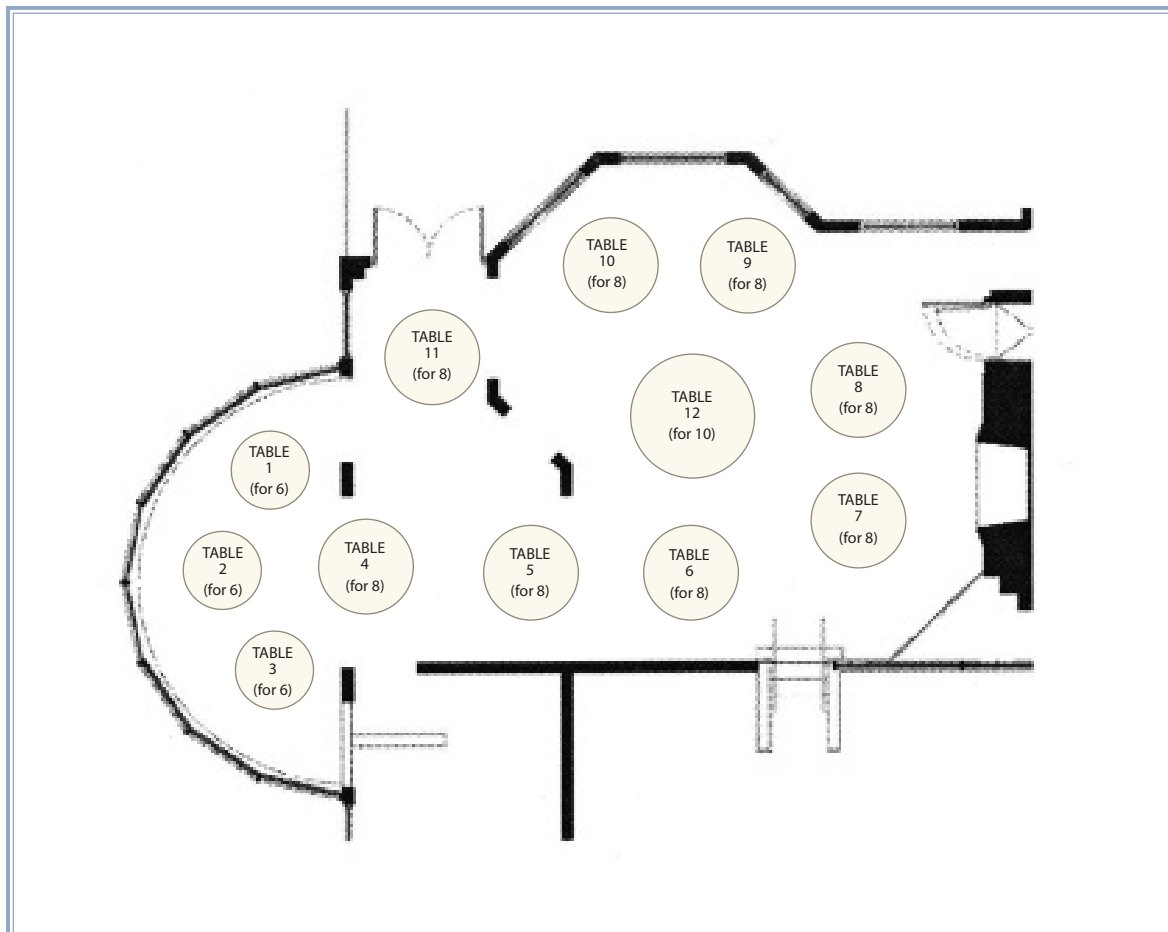 TABLE
10
(for 8)
TABLE
9
(for 8)
TABLE
11
(for 8)
TABLE
8
(for 8)
TABLE
12
(for 10)
TABLE
1
(for 6)
TABLE
7
(for 8)
TABLE
2
(for 6)
TABLE
4
(for 8)
TABLE
5
(for 8)
TABLE
6
(for 8)
TABLE
3
(for 6)